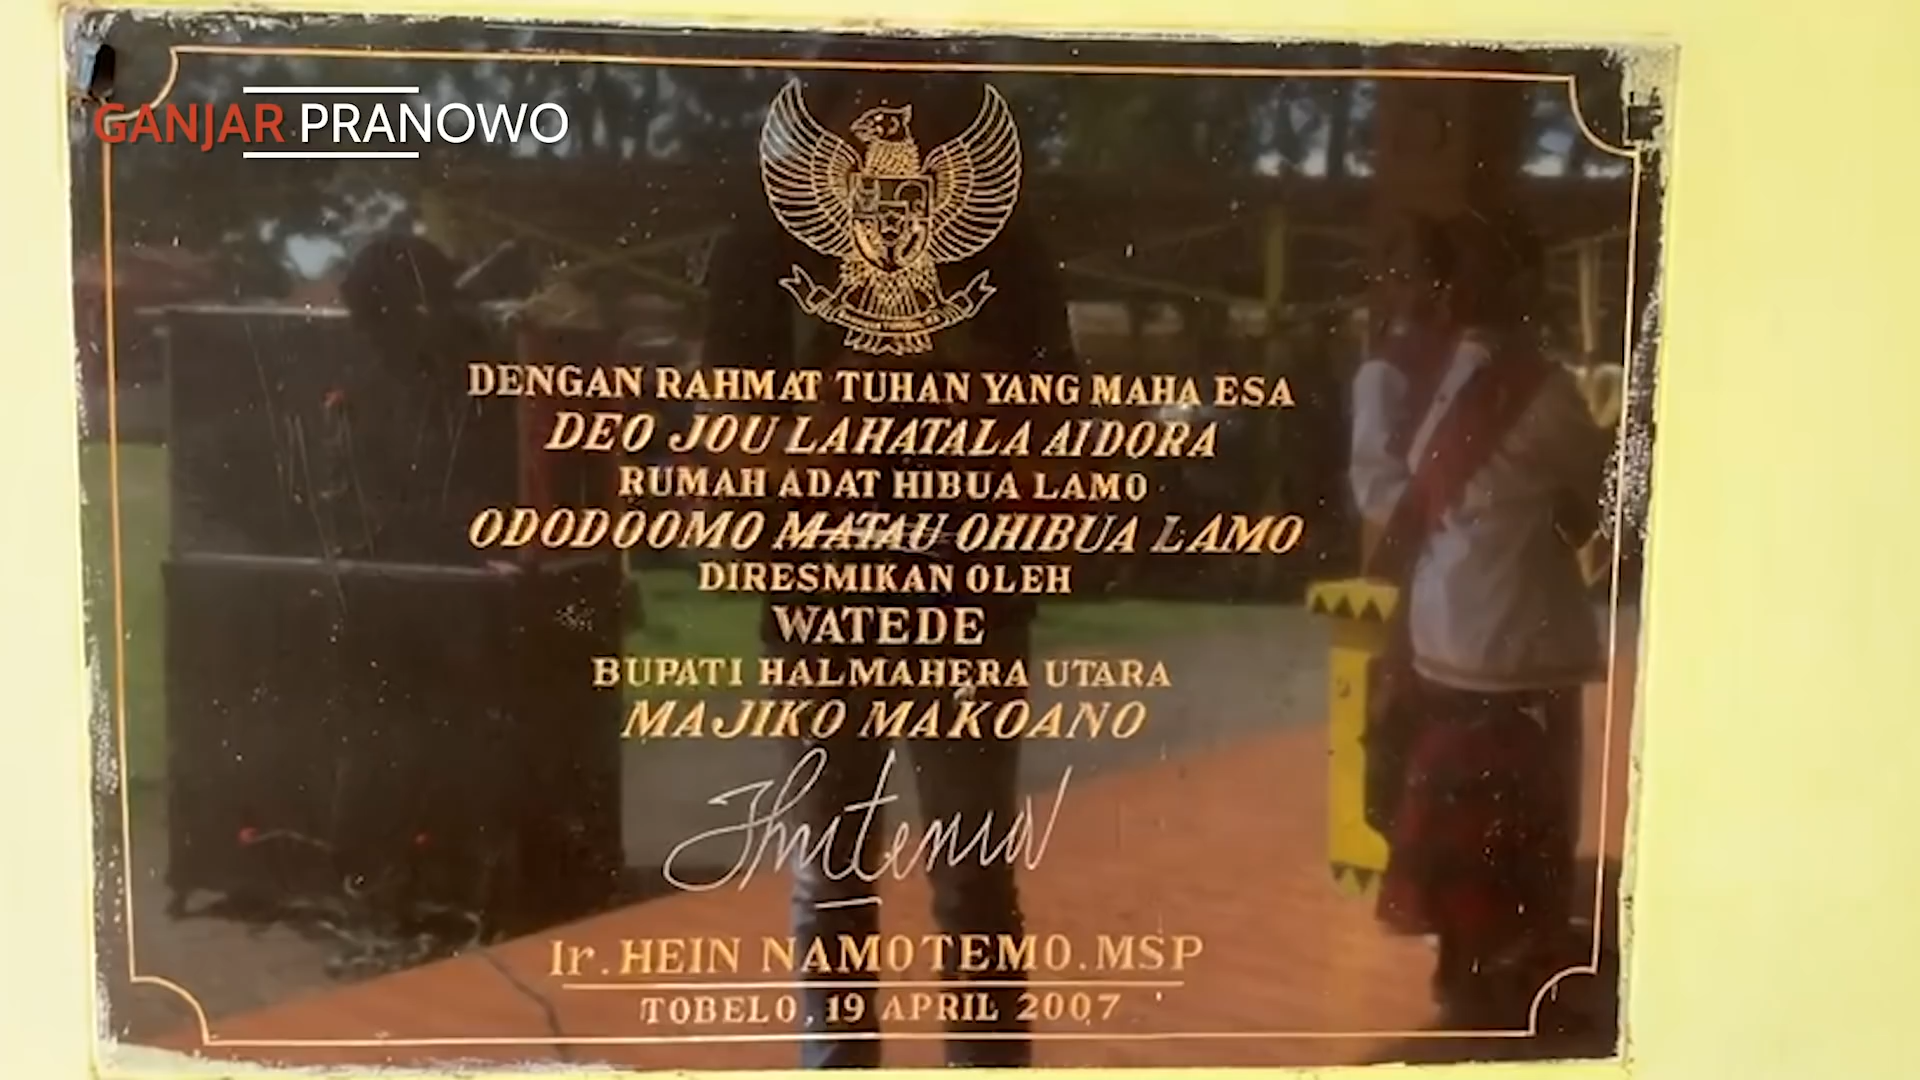 GANJAR PRANOWO
DENGAN RAHMAT TUHAN YANG MAHA ESA
DEO JOU LAHATALA AIDORA
RUMAH ADAT HIBUA LAMO
ODODOOMO MATAU OHIBUA LAMO
DIRESMIKAN OLEH
WATEDE
BUPATI HALMAHERA UTARA
MAJIKO MAKOANO
Ir. HEIN NAMOTEMO.MSP
TOBELO, 19 APRIL 2007